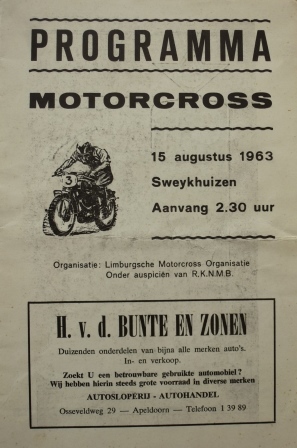 PROGRAMMA
MOTORCROSS
15 augustus 1963
Sweykhuizen
Aanvang 2.30 uur
3
Organisatie: Limburgsche Motorcross Organisatie
Onder auspiciën van R.K.N.M.B.
H. v. d. BUNTE EN ZONEN
Duizenden onderdelen van bijna alle merken auto's.
In- en verkoop.
Zoekt U een betrouwbare gebruikte automobiel?
Wij hebben hierin steeds grote voorraad in diverse merken
AUTOSLOPERIJ - AUTOHANDEL
Osseveldweg 29 — Apeldoorn — Telefoon 1 39 89